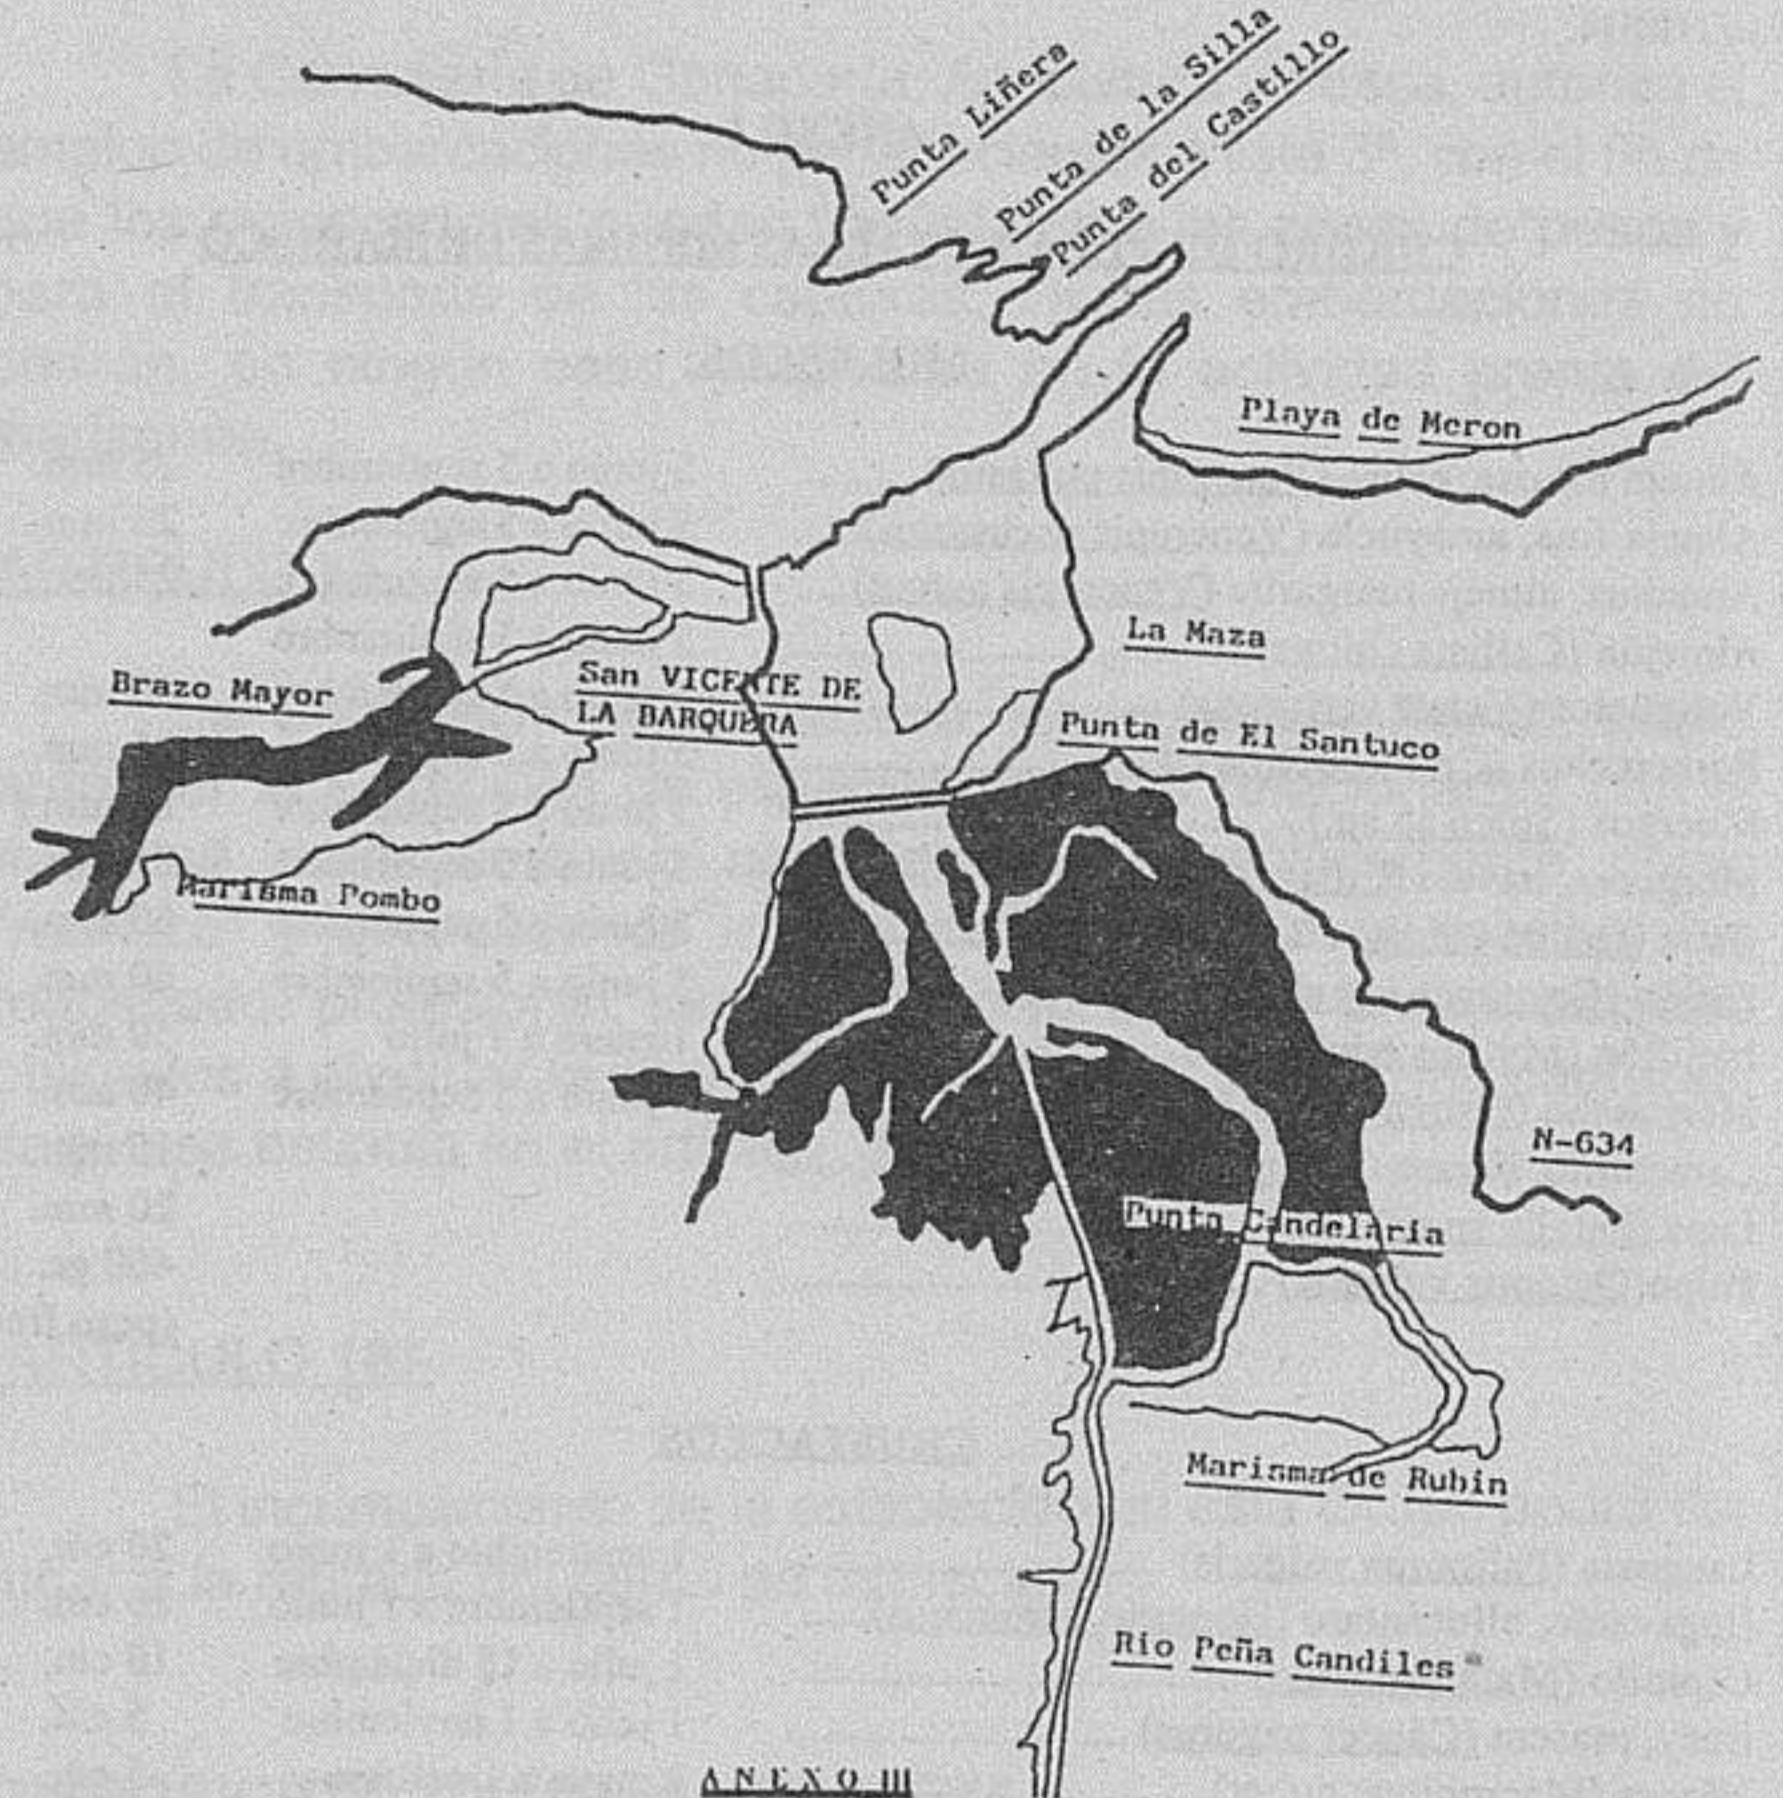 Punta Liñera
Punta de la Silla
Punta del Castillo
Playa de Meron
La Maza
San VICENTE DE
LA BARQUERA
Brazo Mayor
Punta de El Santuco
Marisma Pombo
N-634
Punta Candelaria
Marisma de Rubin
Rio Peña Candiles
ANEXO III